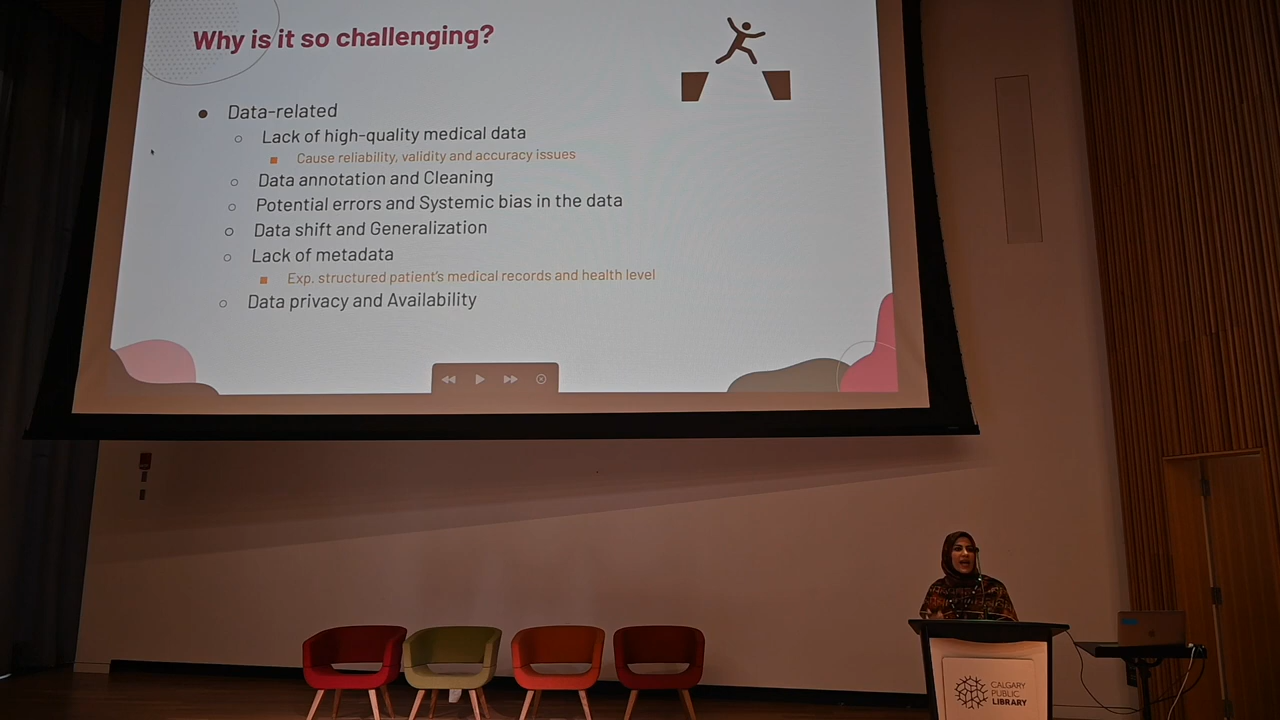 Why is it so challenging?
Data-related
Lack of high-quality medical data
Cause reliability, validity and accuracy issues
Data annotation and Cleaning
Potential errors and Systemic bias in the data
Data shift and Generalization
Lack of metadata
Exp. structured patient's medical records and health level
Data privacy and Availability
CALGARY
PUBLIC
LIBRARY